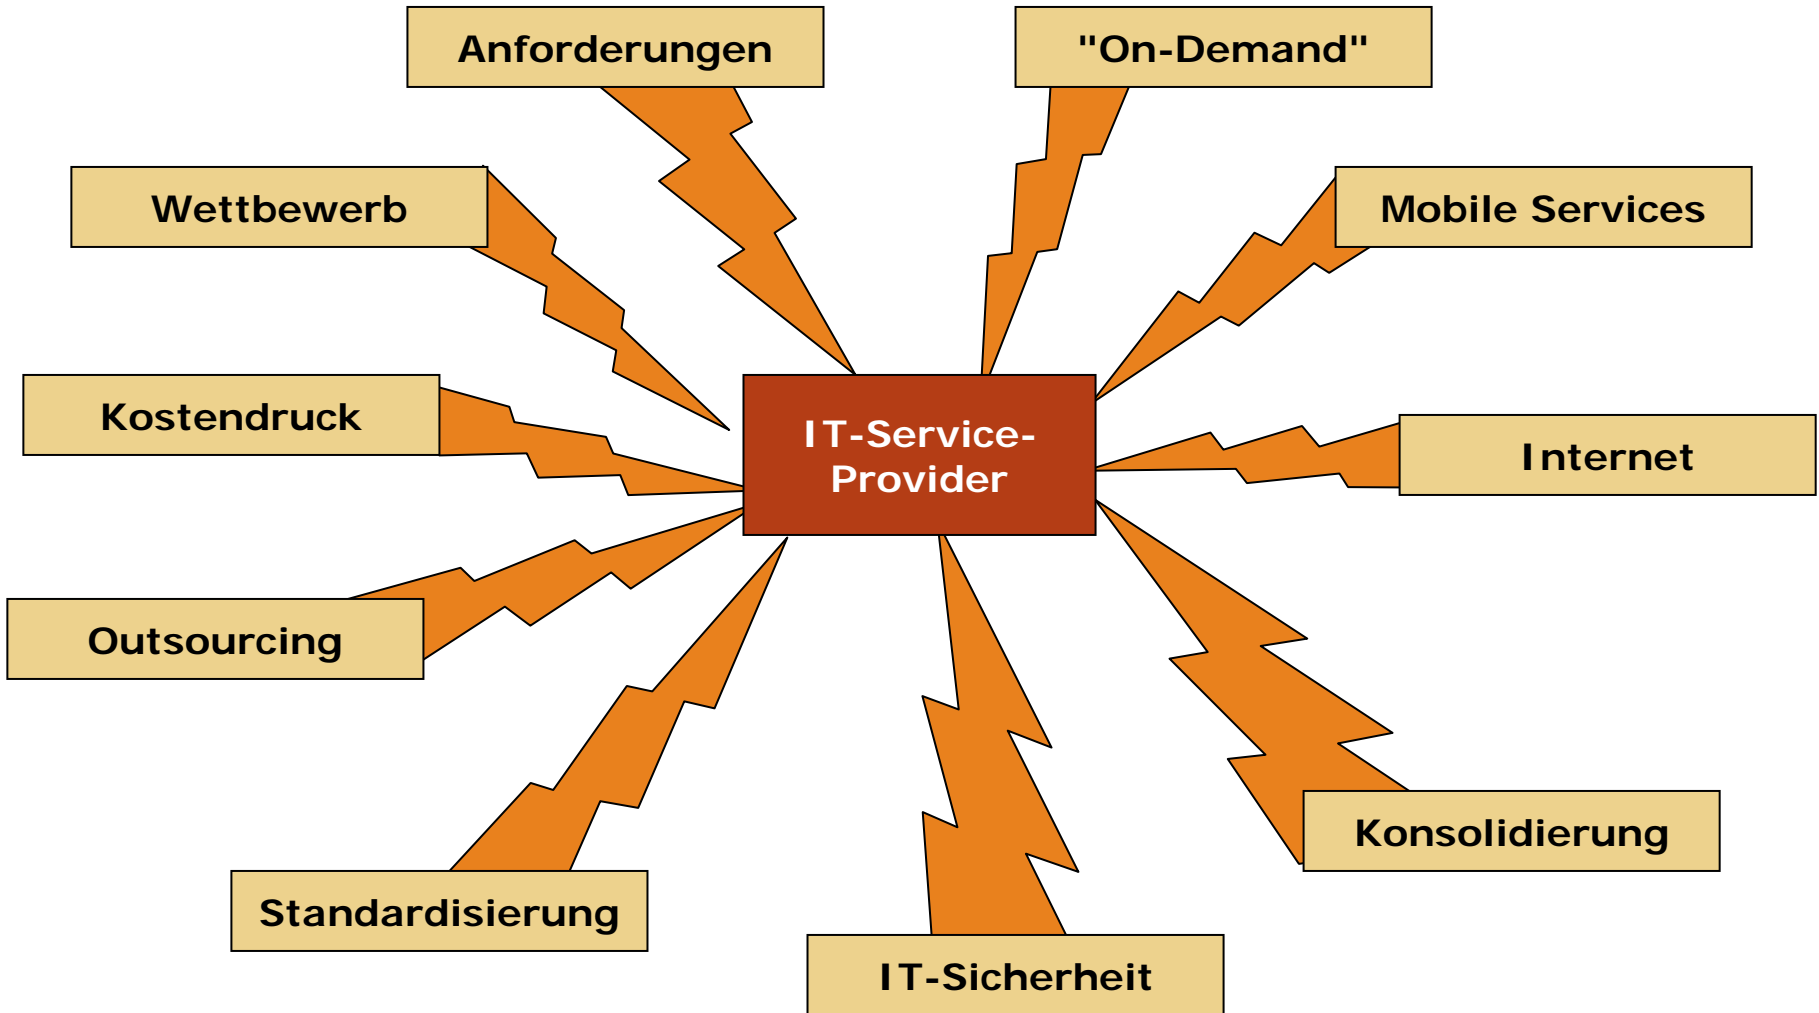 Anforderungen
"On-Demand"
Wettbewerb
Mobile Services
Kostendruck
IT-Service-
Provider
Internet
Outsourcing
Konsolidierung
Standardisierung
IT-Sicherheit